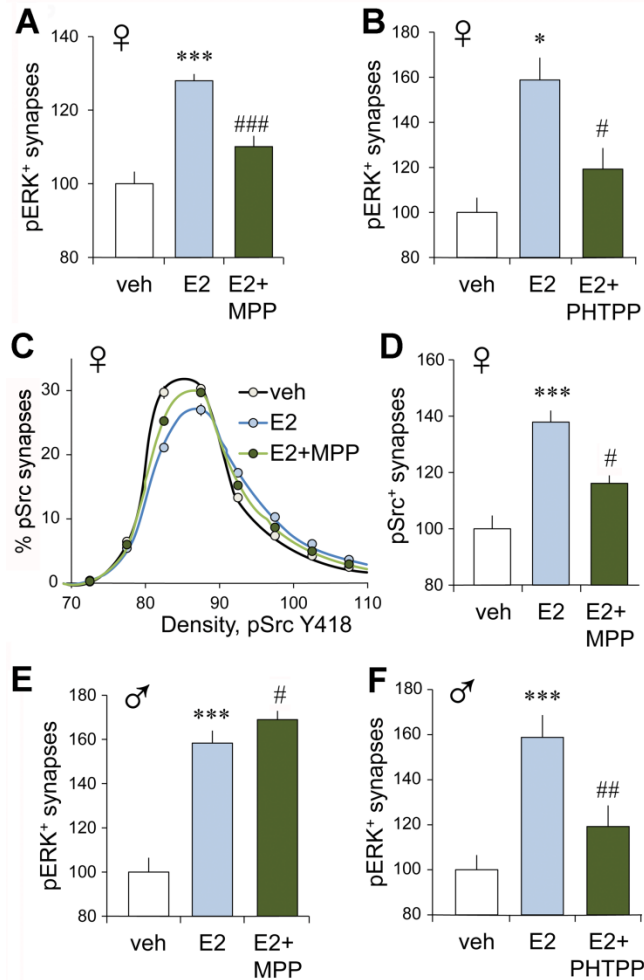 A
♀
pERK⁺ synapses
140
120
100
80
***
###
veh
E2
E2+
MPP
B
♀
pERK⁺ synapses
180
160
140
120
100
80
*
#
veh
E2
E2+
PHTPP
C
♀
% pSrc synapses
30
20
10
0
veh
E2
E2+MPP
70
80
90
100
110
Density, pSrc Y418
D
♀
pSrc⁺ synapses
160
140
120
100
80
***
#
veh
E2
E2+
MPP
E
♂
pERK⁺ synapses
180
160
140
120
100
80
***
#
veh
E2
E2+
MPP
F
♂
pERK⁺ synapses
180
160
140
120
100
80
***
##
veh
E2
E2+
PHTPP